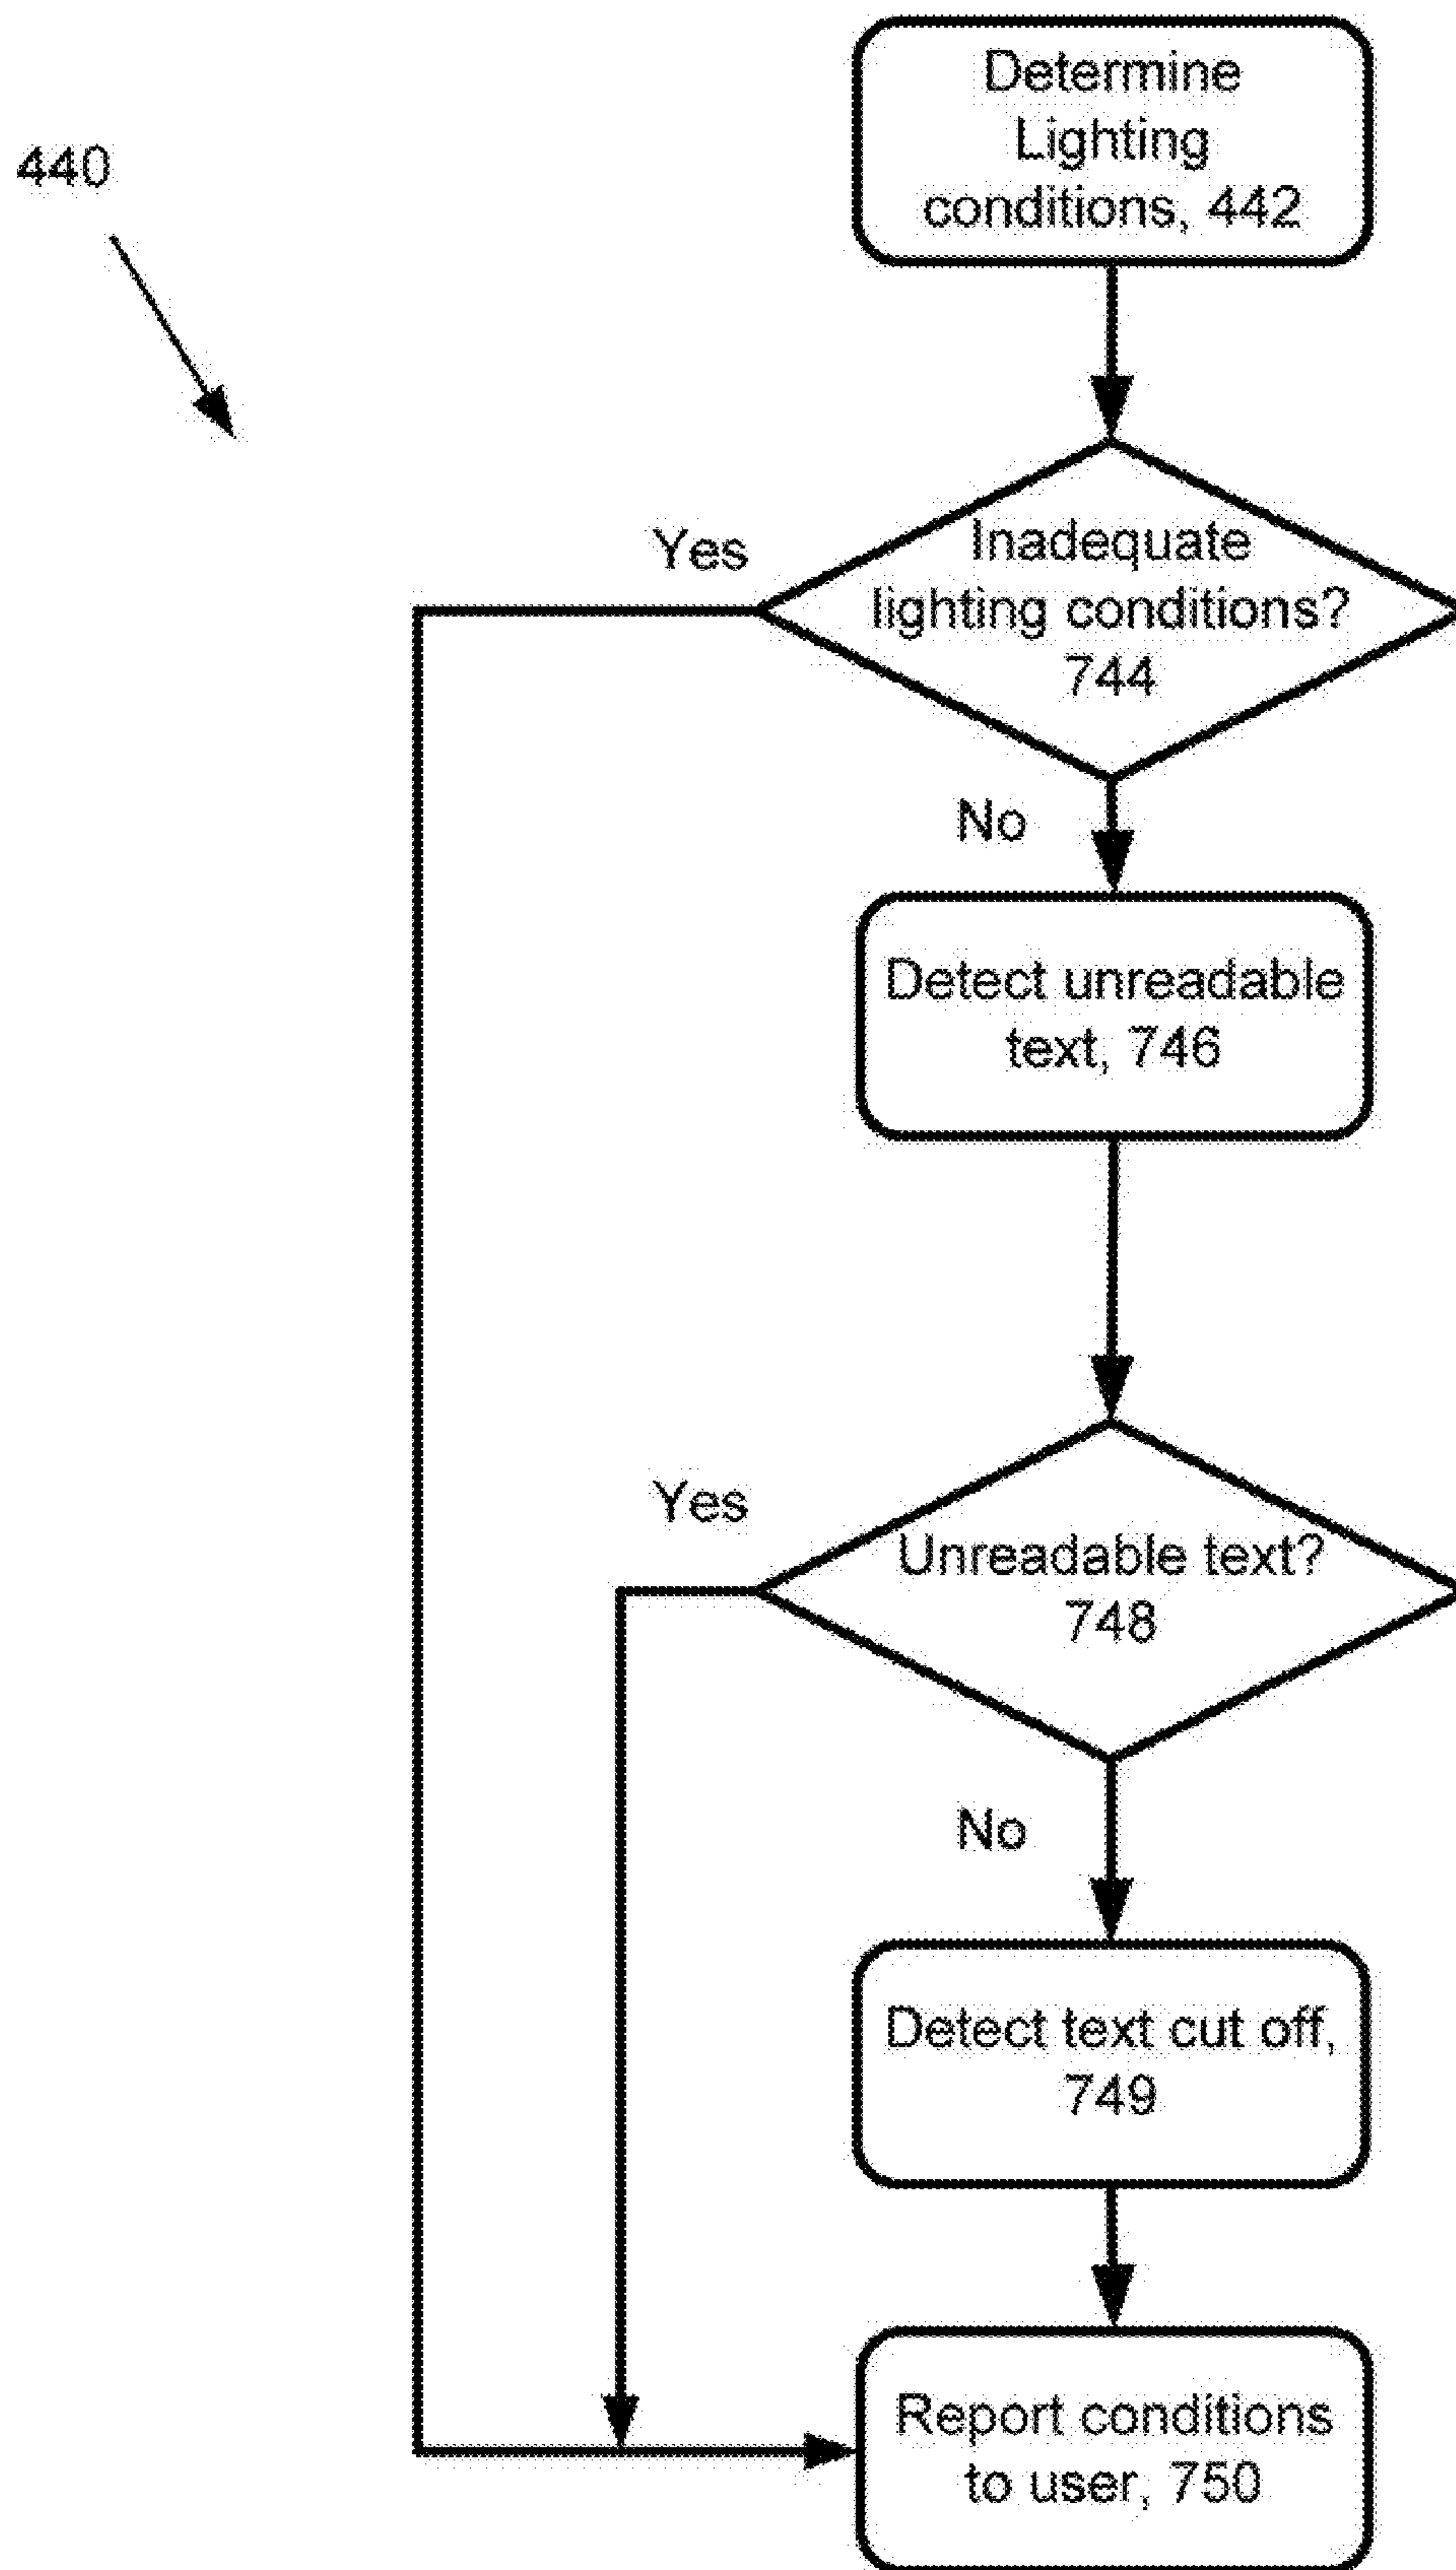 Determine
Lighting
conditions, 442
440
Yes
Inadequate
lighting conditions?
744
No
Detect unreadable
text, 746
Yes
Unreadable text?
748
No
Detect text cut off,
749
Report conditions
to user, 750